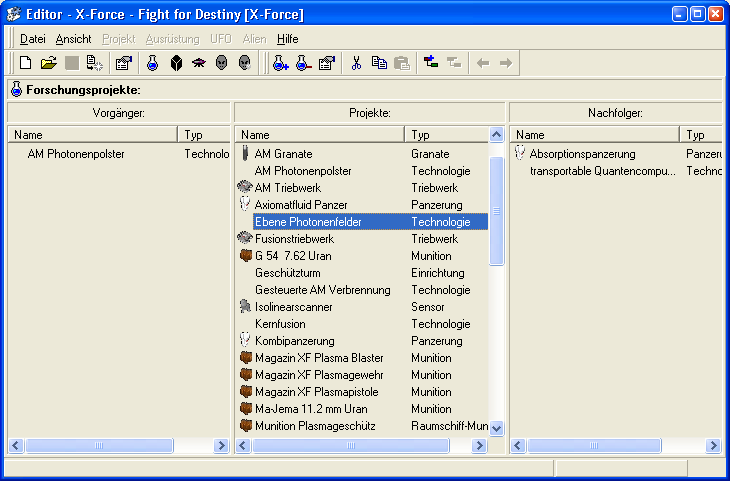 Editor - X-Force - Fight for Destiny [X-Force]
Datei Ansicht Projekt Ausrüstung UFO Alien Hilfe
Forschungsprojekte:
Vorgänger: Projekte: Nachfolger:
Name Typ Name Typ Name Typ
AM Photonenpolster Technolo
AM Granate Granate
AM Photonenpolster Technologie
AM Triebwerk Triebwerk
Axiomatfluid Panzer Panzerung
Ebene Photonenfelder Technologie
Fusionstriebwerk Triebwerk
G 54 7.62 Uran Munition
Geschützturm Einrichtung
Gesteuerte AM Verbrennung Technologie
Isolinearscanner Sensor
Kernfusion Technologie
Kombipanzerung Panzerung
Magazin XF Plasma Blaster Munition
Magazin XF Plasmagewehr Munition
Magazin XF Plasmapistole Munition
Ma-Jema 11.2 mm Uran Munition
Munition Plasmageschütz Raumschiff-Mun
Absorptionspanzerung Panzeru
transportable Quantencompu... Techno